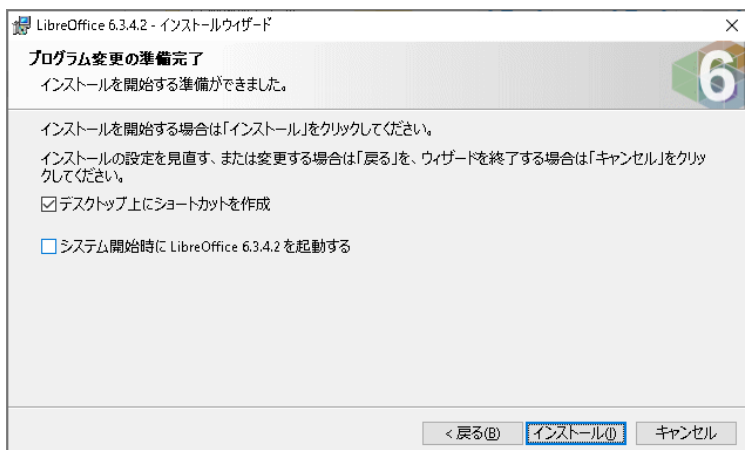 LibreOffice 6.3.4.2 - インストールウィザード
プログラム変更の準備完了
インストールを開始する準備ができました。
6
インストールを開始する場合は「インストール」をクリックしてください。
インストールの設定を見直す、または変更する場合は「戻る」を、ウィザードを終了する場合は「キャンセル」をクリッ
クしてください。
デスクトップ上にショートカットを作成
システム開始時に LibreOffice 6.3.4.2 を起動する
< 戻る(B) インストール(I) キャンセル